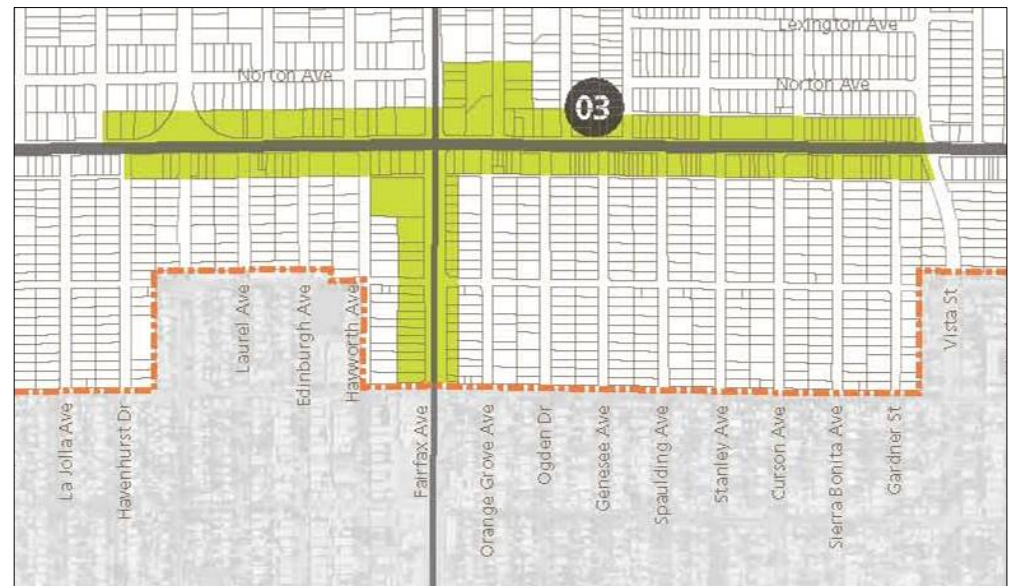 Lexington Ave
Norton Ave
Norton Ave
03
Laurel Ave
Edinburgh Ave
Hayworth Ave
Vista St
La Jolla Ave
Havenhurst Dr
Fairfax Ave
Orange Grove Ave
Ogden Dr
Genesee Ave
Spaulding Ave
Stanley Ave
Curson Ave
Sierra Bonita Ave
Gardner St